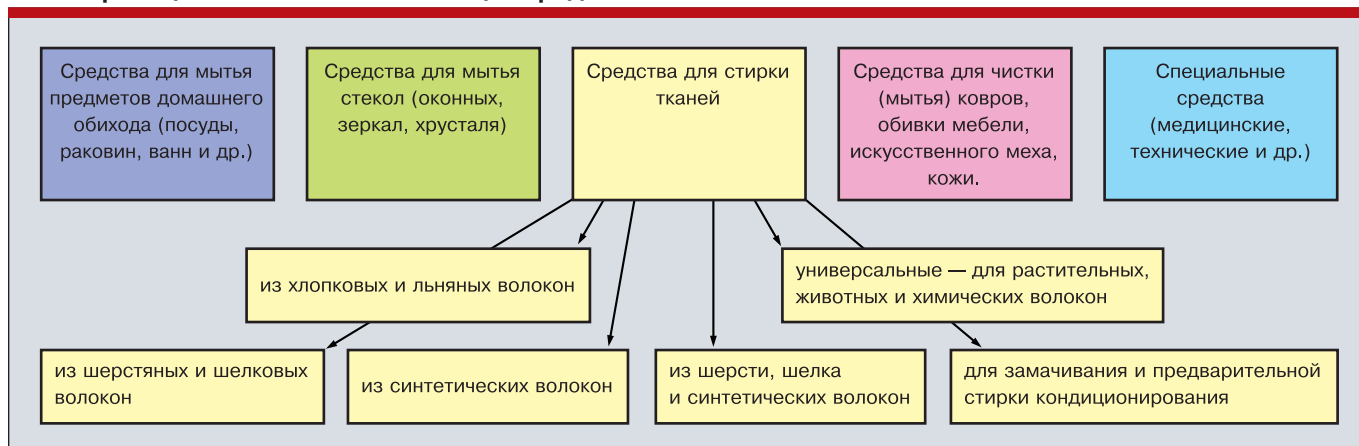 Средства для мытья
предметов домашнего
обихода (посуды,
раковин, ванн и др.)
Средства для мытья
стекол (оконных,
зеркал, хрусталя)
Средства для стирки
тканей
Средства для чистки
(мытья) ковров,
обивки мебели,
искусственного меха,
кожи.
Специальные
средства
(медицинские,
технические и др.)
из хлопковых и льняных волокон
универсальные — для растительных,
животных и химических волокон
из шерстяных и шелковых
волокон
из синтетических волокон
из шерсти, шелка
и синтетических волокон
для замачивания и предварительной
стирки кондиционирования